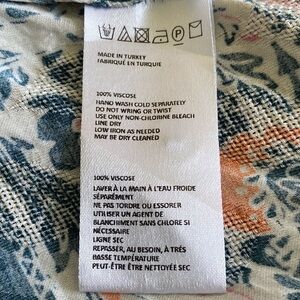 P
MADE IN TURKEY
FABRIQUÉ EN TURQUIE
100% VISCOSE
HAND WASH COLD SEPARATELY
DO NOT WRING OR TWIST
USE ONLY NON-CHLORINE BLEACH
LINE DRY
LOW IRON AS NEEDED
MAY BE DRY CLEANED
100% VISCOSE
LAVER À LA MAIN À L'EAU FROIDE
SÉPARÉMENT
NE PAS TORDRE OU ESSORER
UTILISER UN AGENT DE
BLANCHIMENT SANS CHLORE SI
NÉCESSAIRE
LIGNE SEC
REPASSER, AU BESOIN, À TRÈS
BASSE TEMPÉRATURE
PEUT-ÊTRE ÊTRE NETTOYÉE SEC